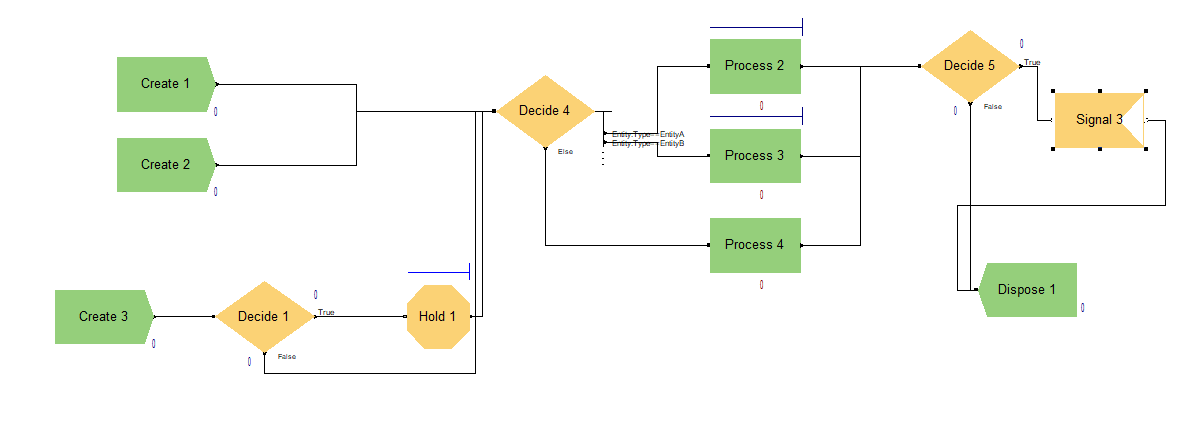 Create 1
0
Create 2
0
Create 3
0
Decide 1
0
True
0
False
Hold 1
Decide 4
Else
Entity.Type==EntityA
Entity.Type==EntityB
Process 2
0
Process 3
0
Process 4
0
Decide 5
0
True
0
False
Signal 3
Dispose 1
0